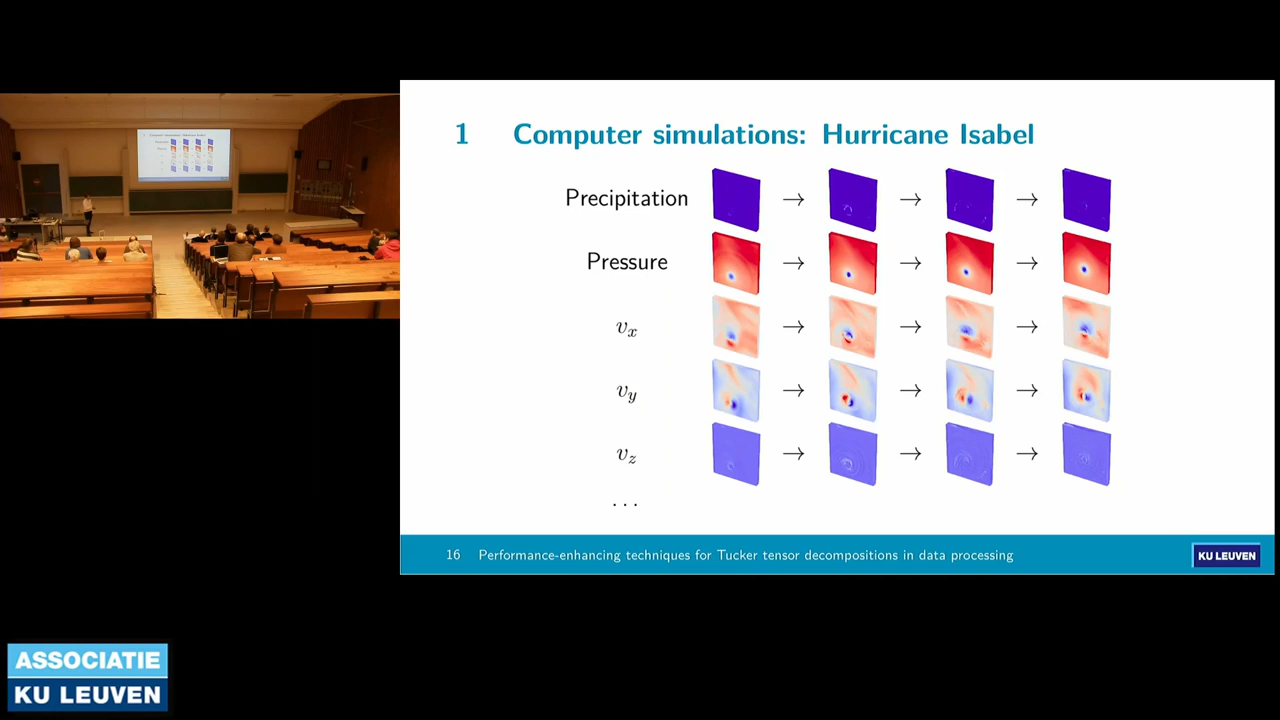 1 Computer simulations: Hurricane Isabel
Precipitation → → →
Pressure → → →
vₓ → → →
v_y → → →
v_z → → →
...
16 Performance-enhancing techniques for Tucker tensor decompositions in data processing
KU LEUVEN
ASSOCIATIE
KU LEUVEN